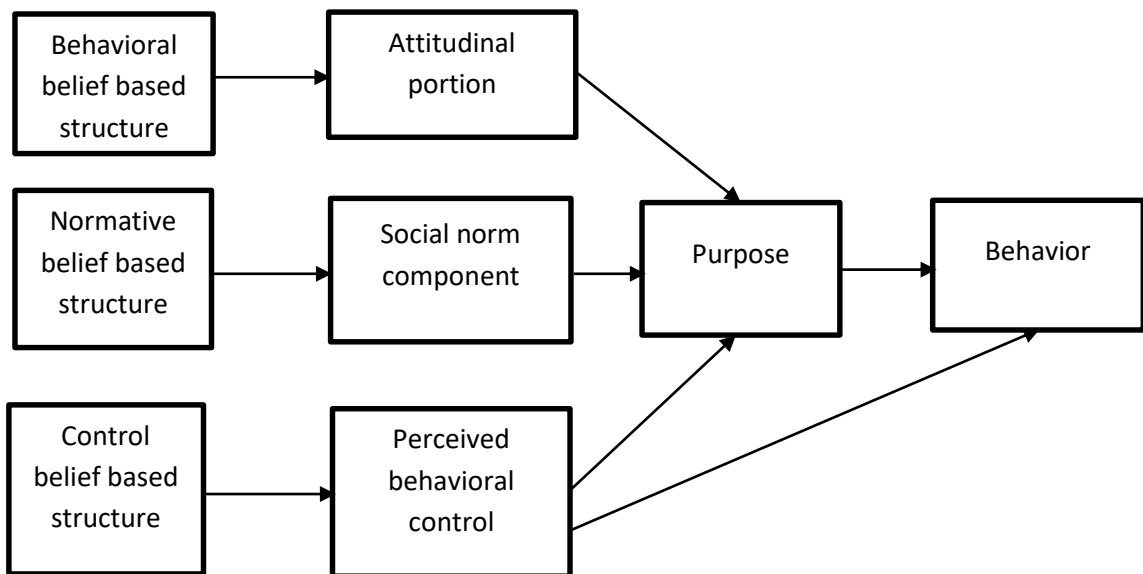 Behavioral
belief based
structure
Attitudinal
portion
Normative
belief based
structure
Social norm
component
Purpose
Behavior
Control
belief based
structure
Perceived
behavioral
control